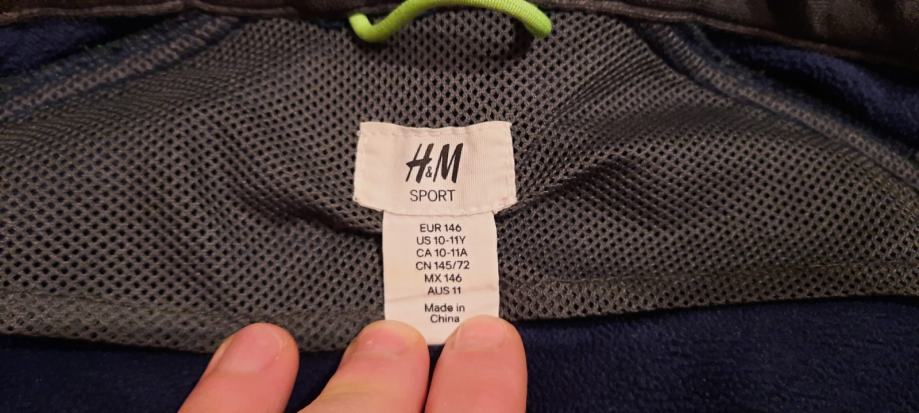 H&M
SPORT
EUR 146
US 10-11Y
CA 10-11A
CN 145/72
MX 146
AUS 11
Made in
China